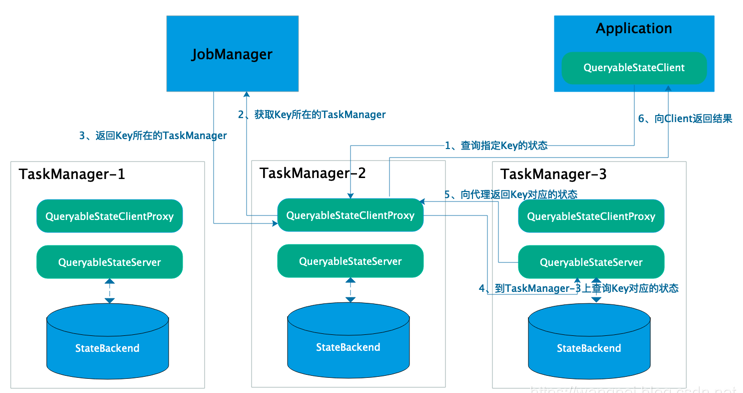 JobManager
Application
QueryableStateClient
2、获取Key所在的TaskManager
6、向Client返回结果
3、返回Key所在的TaskManager
1、查询指定Key的状态
TaskManager-1
TaskManager-2
TaskManager-3
5、向代理返回Key对应的状态
QueryableStateClientProxy
QueryableStateClientProxy
QueryableStateClientProxy
QueryableStateServer
QueryableStateServer
QueryableStateServer
4、到TaskManager-3上查询Key对应的状态
StateBackend
StateBackend
StateBackend